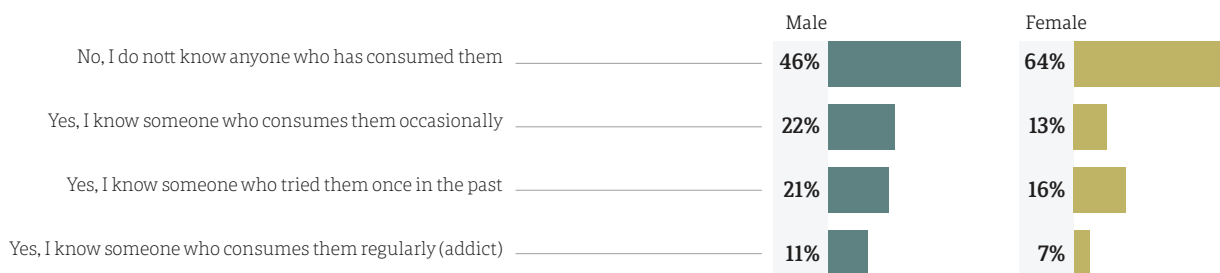 Male Female
No, I do nott know anyone who has consumed them 46% 64%
Yes, I know someone who consumes them occasionally 22% 13%
Yes, I know someone who tried them once in the past 21% 16%
Yes, I know someone who consumes them regularly (addict) 11% 7%